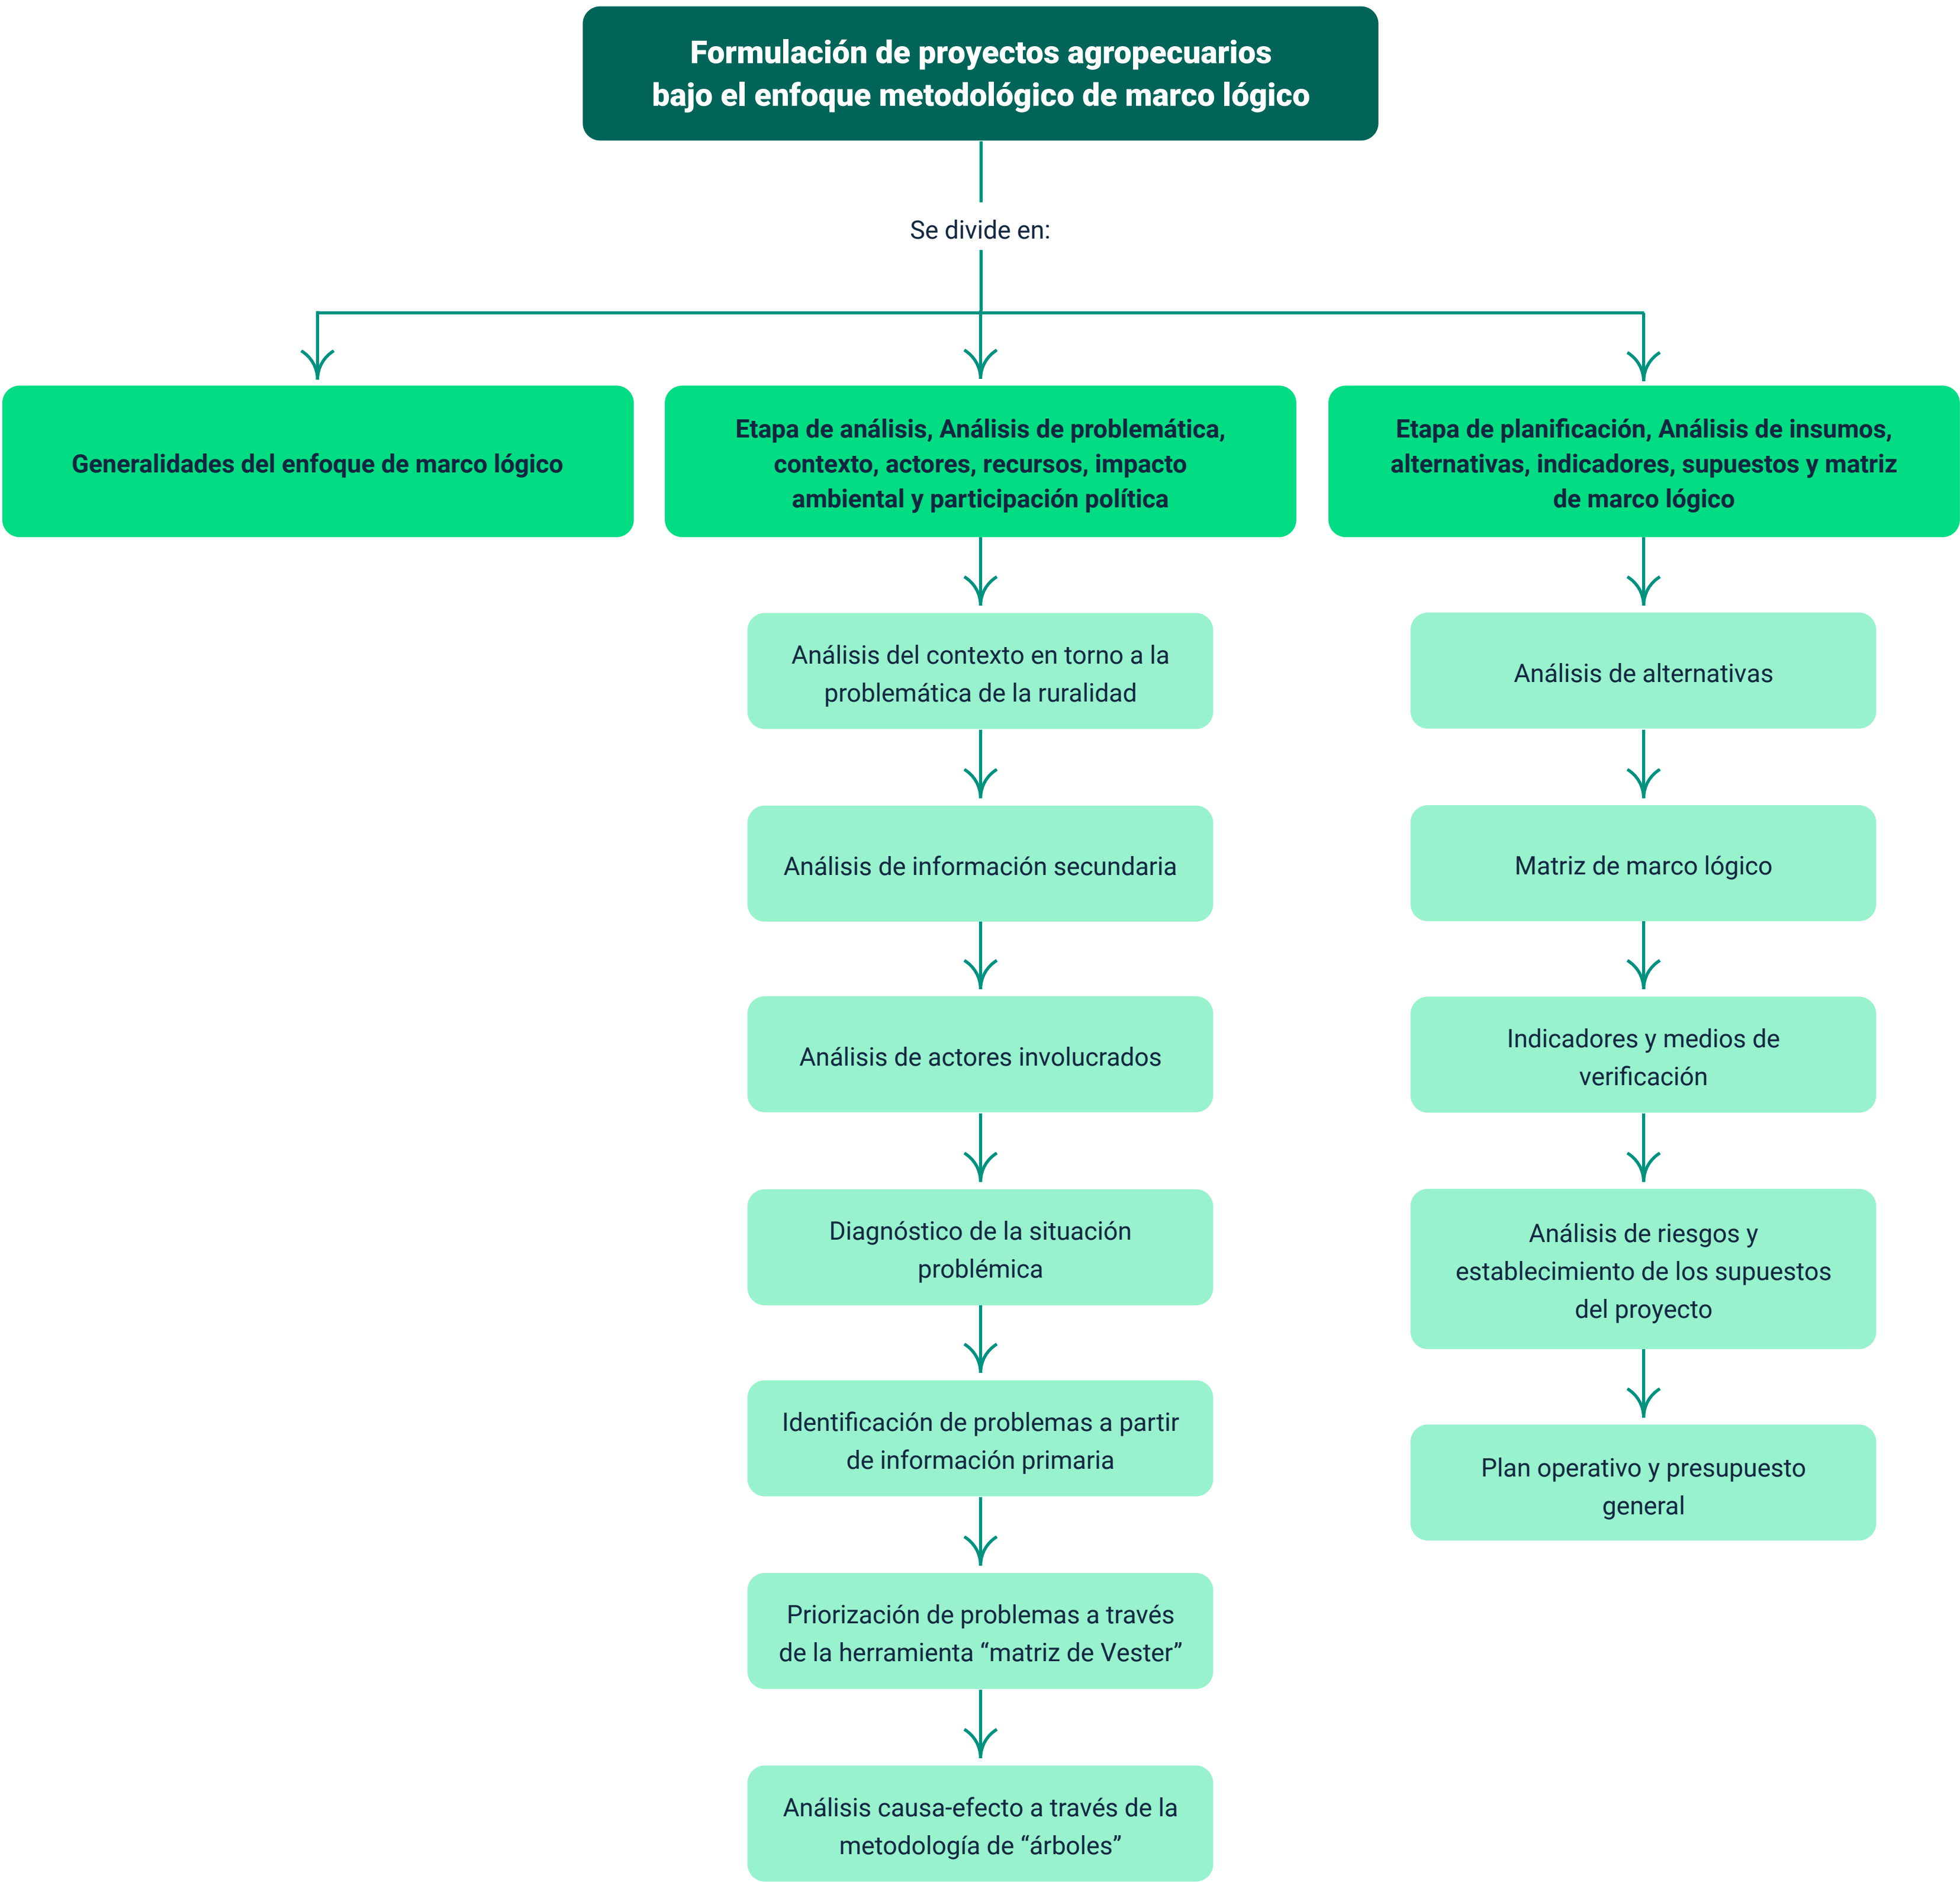 Formulación de proyectos agropecuarios
bajo el enfoque metodológico de marco lógico
Se divide en:
Generalidades del enfoque de marco lógico
Etapa de análisis, Análisis de problemática,
contexto, actores, recursos, impacto
ambiental y participación política
Etapa de planificación, Análisis de insumos,
alternativas, indicadores, supuestos y matriz
de marco lógico
Análisis del contexto en torno a la
problemática de la ruralidad
Análisis de información secundaria
Análisis de actores involucrados
Diagnóstico de la situación
problémica
Identificación de problemas a partir
de información primaria
Priorización de problemas a través
de la herramienta “matriz de Vester”
Análisis causa-efecto a través de la
metodología de “árboles”
Análisis de alternativas
Matriz de marco lógico
Indicadores y medios de
verificación
Análisis de riesgos y
establecimiento de los supuestos
del proyecto
Plan operativo y presupuesto
general